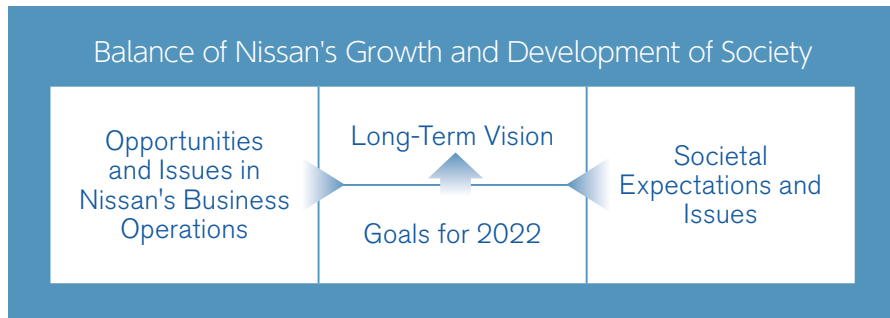 Balance of Nissan's Growth and Development of Society
Opportunities
and Issues in
Nissan's Business
Operations
Long-Term Vision
Goals for 2022
Societal
Expectations and
Issues